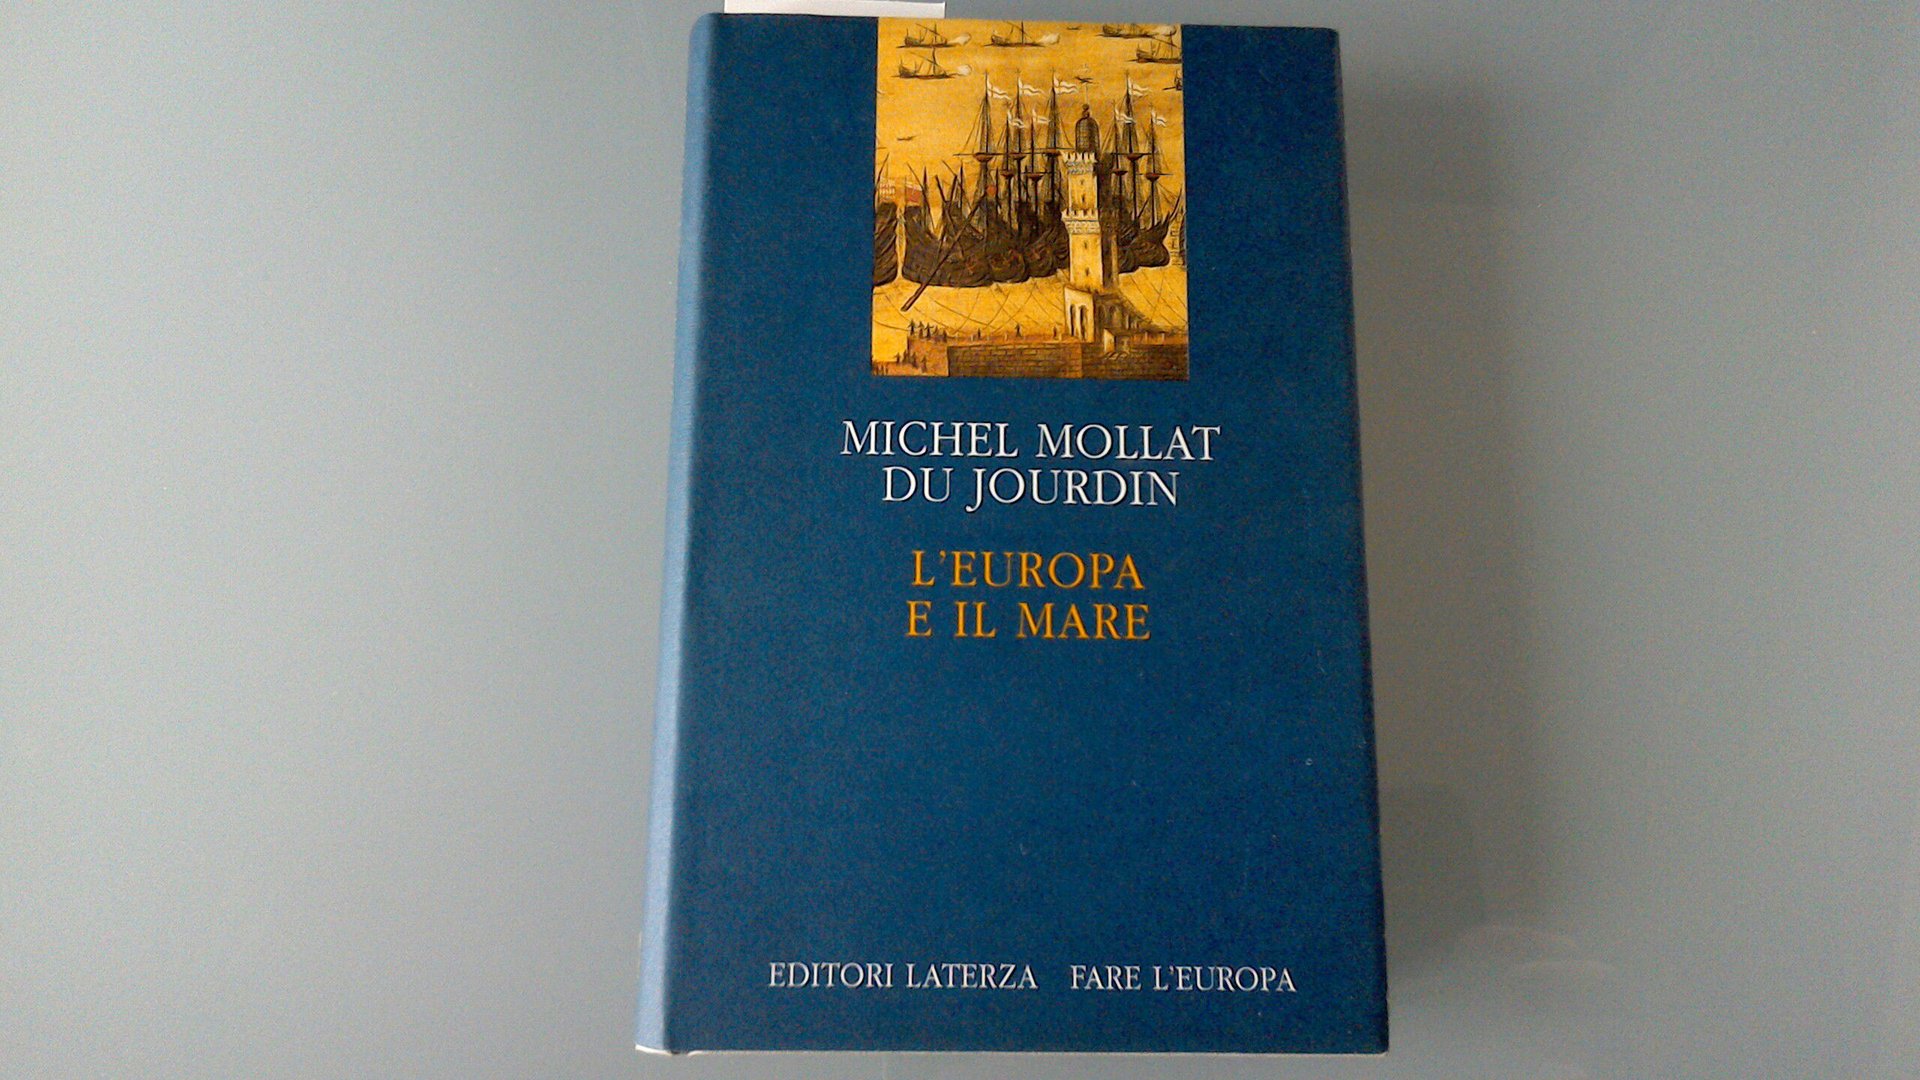 MICHEL MOLLAT
DU JOURDIN
L'EUROPA
E IL MARE
EDITORI LATERZA FARE L'EUROPA